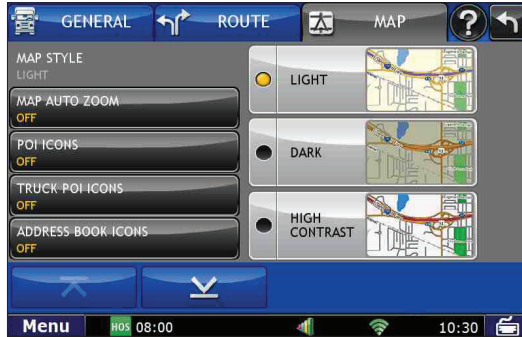 GENERAL
ROUTE
MAP
?
MAP STYLE
LIGHT
MAP AUTO ZOOM
OFF
POI ICONS
OFF
TRUCK POI ICONS
OFF
ADDRESS BOOK ICONS
OFF
LIGHT
DARK
HIGH
CONTRAST
Menu HOS 08:00 10:30